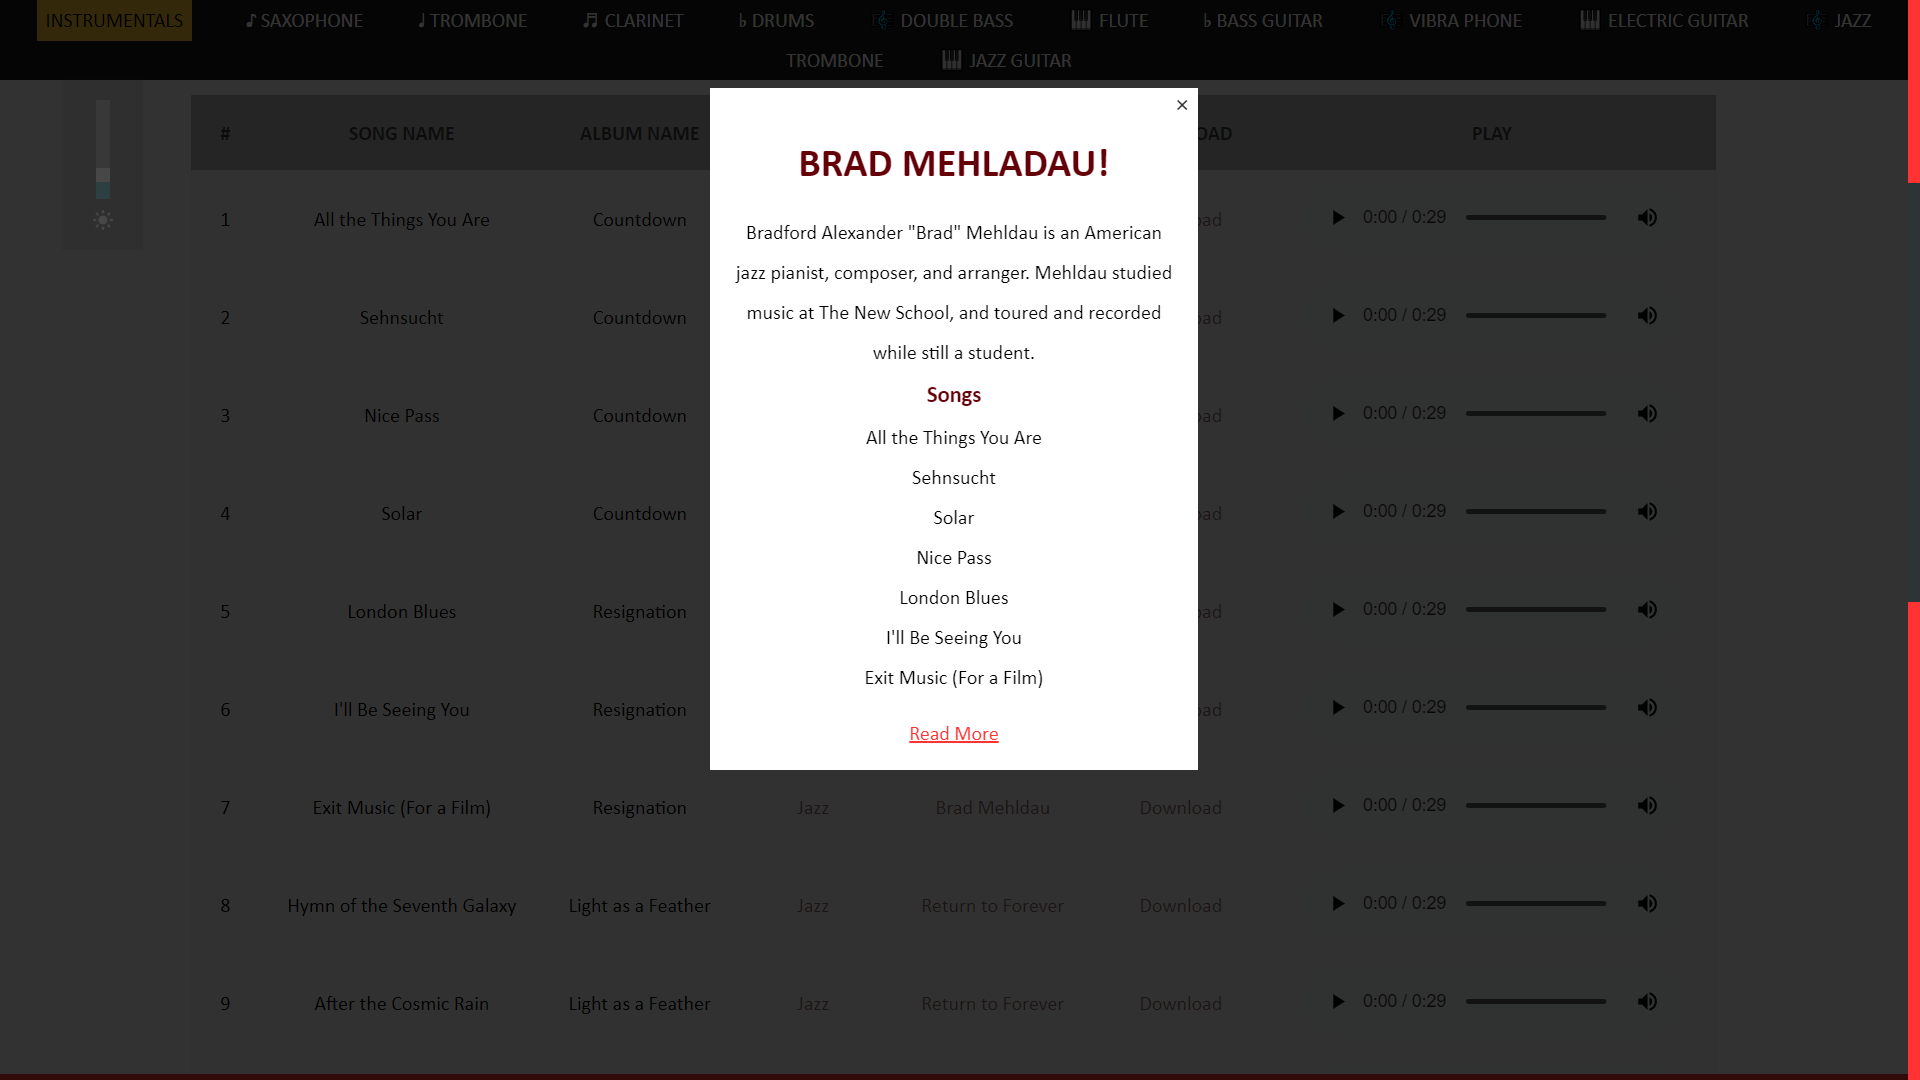 INSTRUMENTALS SAXOPHONE TROMBONE CLARINET DRUMS DOUBLE BASS FLUTE BASS GUITAR VIBRA PHONE ELECTRIC GUITAR JAZZ
TROMBONE JAZZ GUITAR
×
# SONG NAME ALBUM NAME OAD PLAY
BRAD MEHLADAU!
Bradford Alexander "Brad" Mehldau is an American
jazz pianist, composer, and arranger. Mehldau studied
music at The New School, and toured and recorded
while still a student.
Songs
All the Things You Are
Sehnsucht
Solar
Nice Pass
London Blues
I'll Be Seeing You
Exit Music (For a Film)
Read More
1 All the Things You Are Countdown oad 0:00 / 0:29
2 Sehnsucht Countdown oad 0:00 / 0:29
3 Nice Pass Countdown oad 0:00 / 0:29
4 Solar Countdown oad 0:00 / 0:29
5 London Blues Resignation oad 0:00 / 0:29
6 I'll Be Seeing You Resignation oad 0:00 / 0:29
7 Exit Music (For a Film) Resignation Jazz Brad Mehldau Download 0:00 / 0:29
8 Hymn of the Seventh Galaxy Light as a Feather Jazz Return to Forever Download 0:00 / 0:29
9 After the Cosmic Rain Light as a Feather Jazz Return to Forever Download 0:00 / 0:29